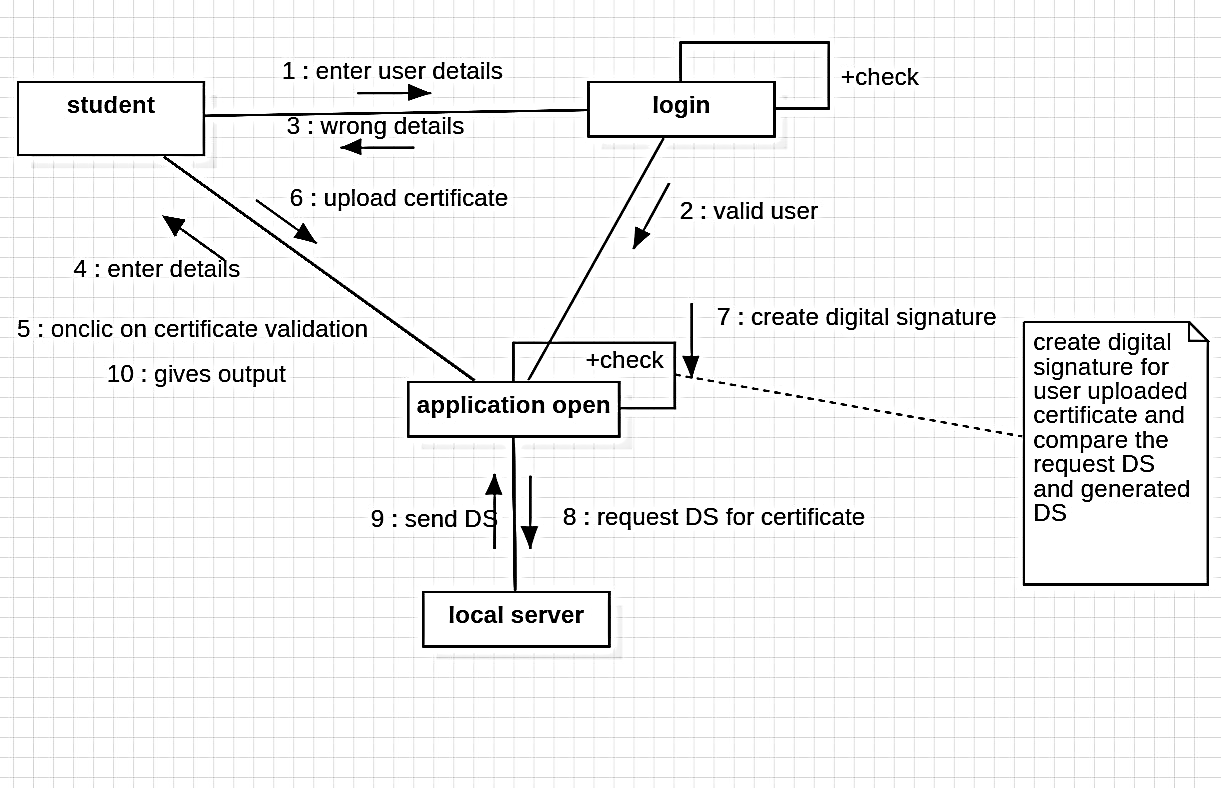 1 : enter user details
+check
student
login
3 : wrong details
6 : upload certificate
2 : valid user
4 : enter details
7 : create digital signature
5 : onclic on certificate validation
create digital
signature for
user uploaded
certificate and
compare the
request DS
and generated
DS
+check
10 : gives output
application open
9 : send DS
8 : request DS for certificate
local server